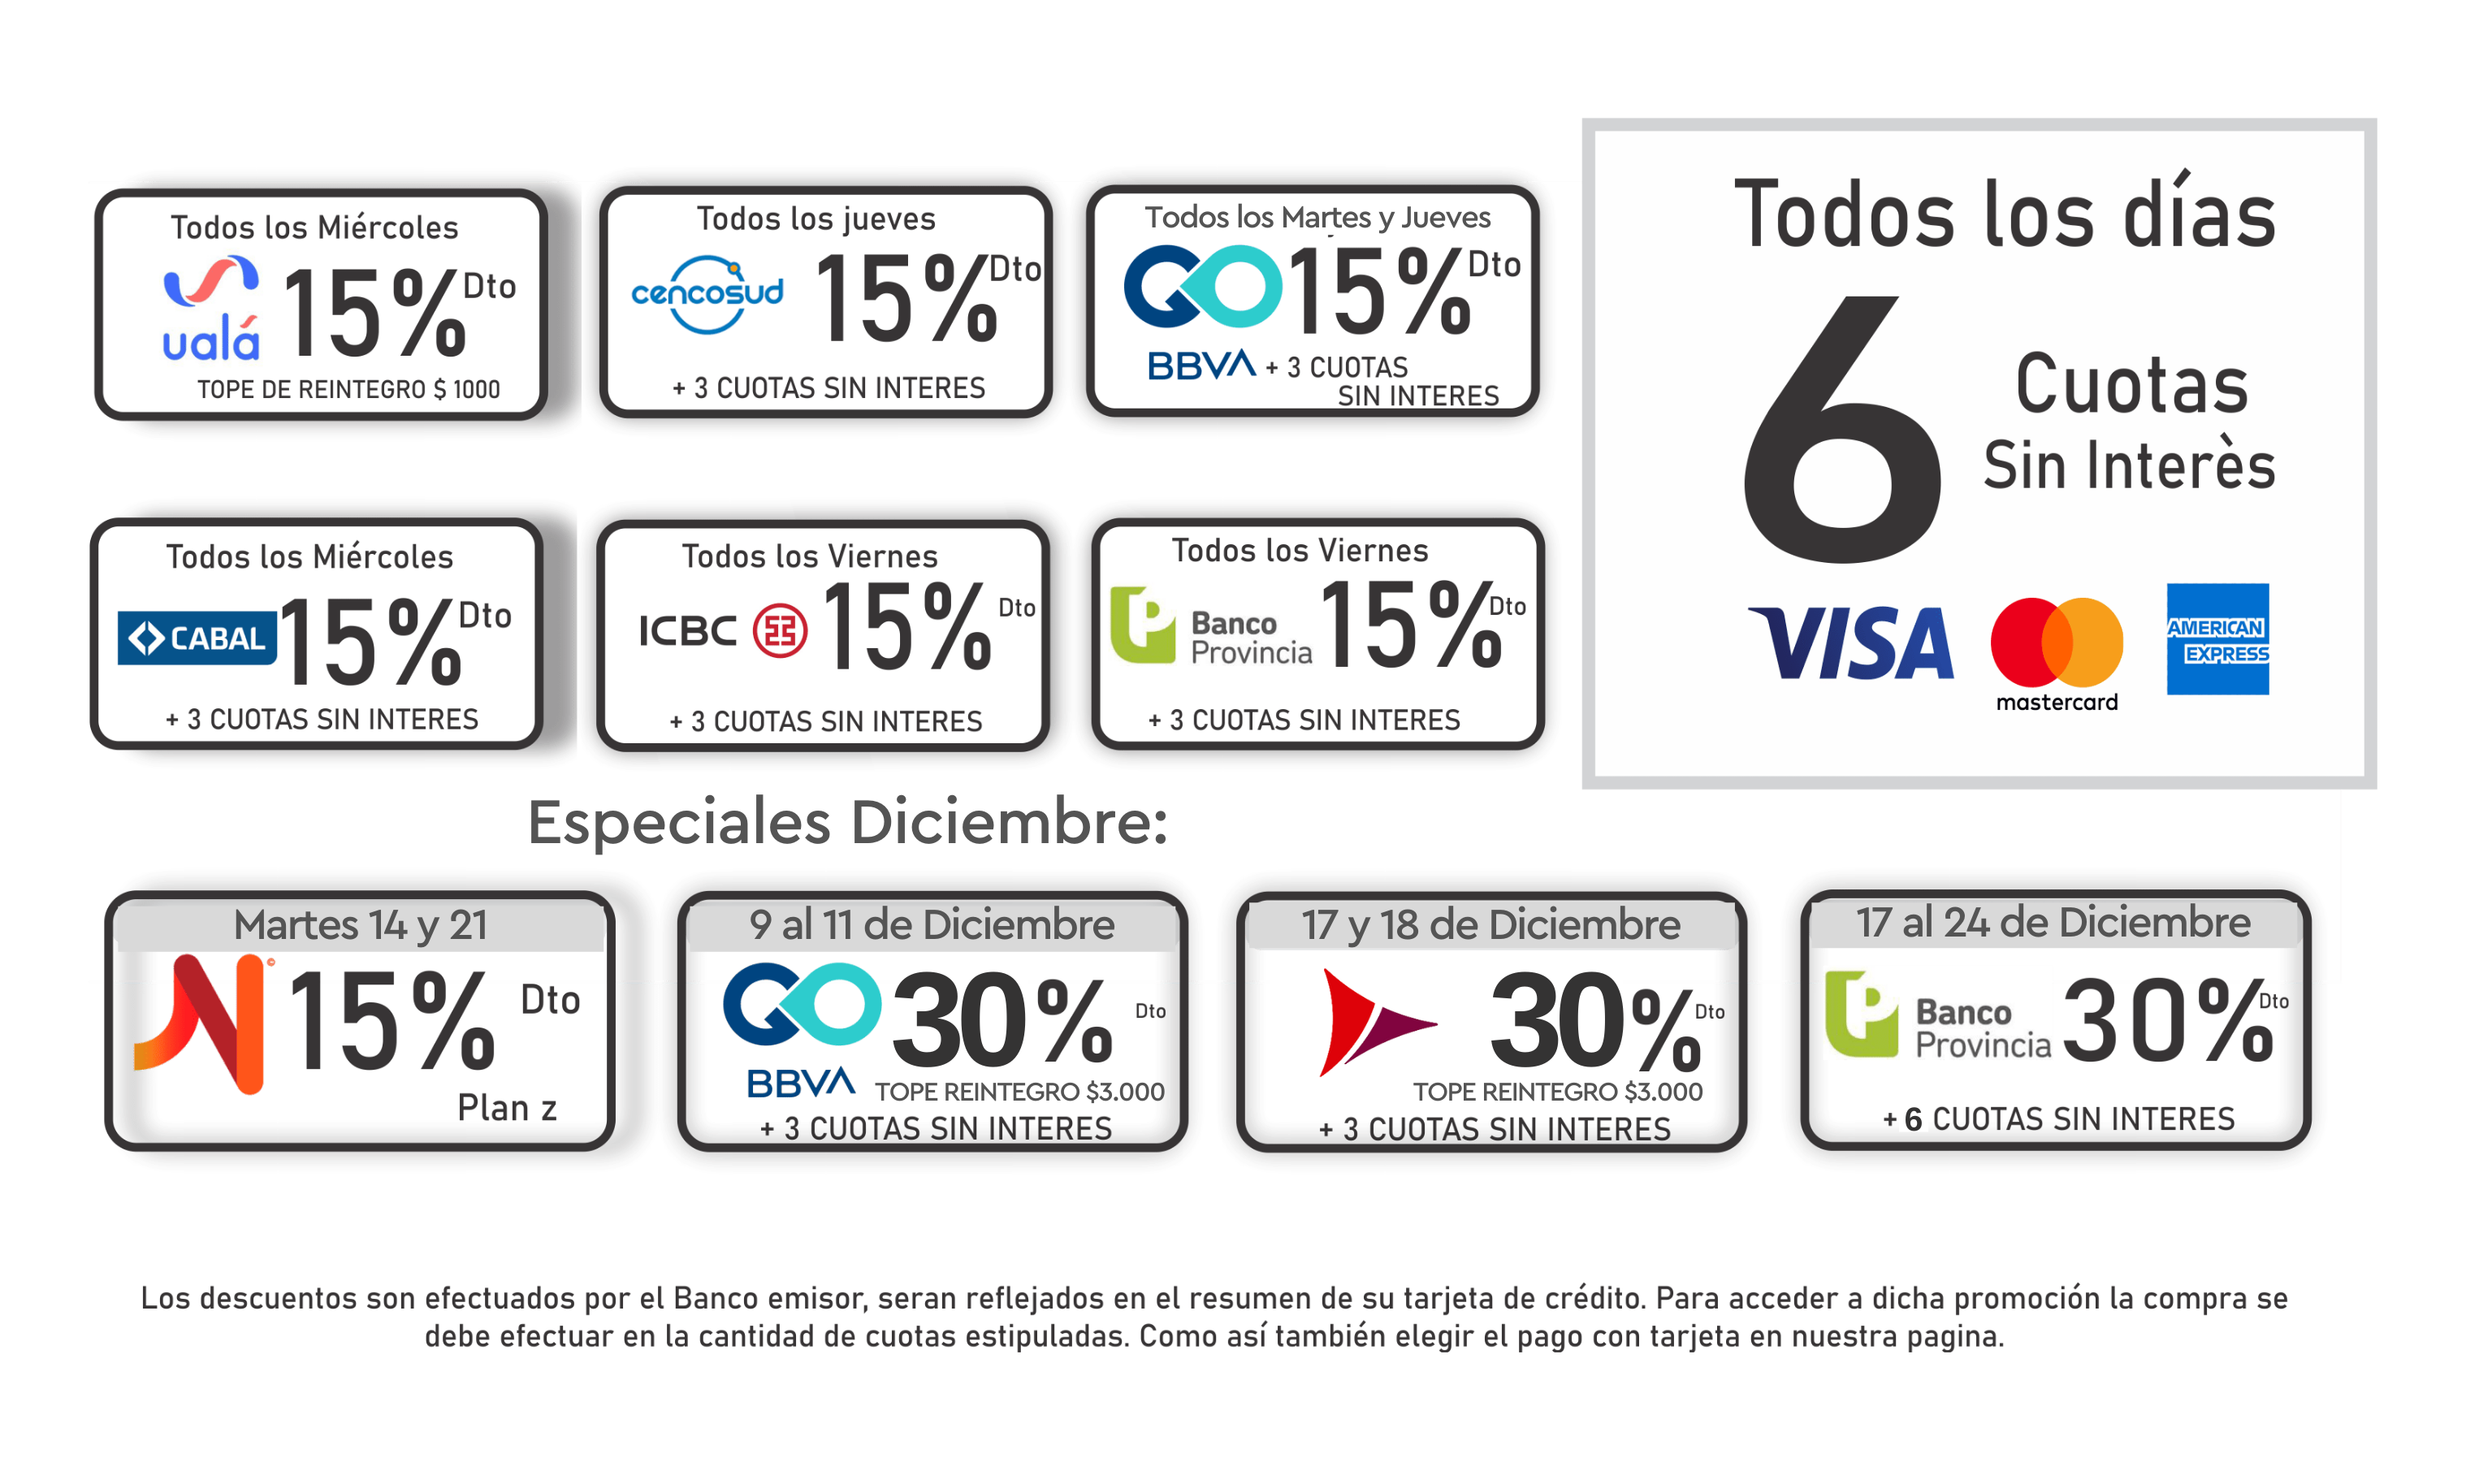 Todos los Miércoles
ualá 15% Dto
TOPE DE REINTEGRO $ 1000
Todos los jueves
cencosud 15% Dto
+ 3 CUOTAS SIN INTERES
Todos los Martes y Jueves
GO 15% Dto
BBVA + 3 CUOTAS
SIN INTERES
Todos los días
6 Cuotas
Sin Interès
VISA mastercard AMERICAN EXPRESS
Todos los Miércoles
CABAL 15% Dto
+ 3 CUOTAS SIN INTERES
Todos los Viernes
ICBC 15% Dto
+ 3 CUOTAS SIN INTERES
Todos los Viernes
Banco Provincia 15% Dto
+ 3 CUOTAS SIN INTERES
Especiales Diciembre:
Martes 14 y 21
N 15% Dto
Plan z
9 al 11 de Diciembre
GO 30% Dto
BBVA TOPE REINTEGRO $3.000
+ 3 CUOTAS SIN INTERES
17 y 18 de Diciembre
30% Dto
TOPE REINTEGRO $3.000
+ 3 CUOTAS SIN INTERES
17 al 24 de Diciembre
Banco Provincia 30% Dto
+ 6 CUOTAS SIN INTERES
Los descuentos son efectuados por el Banco emisor, seran reflejados en el resumen de su tarjeta de crédito. Para acceder a dicha promoción la compra se
debe efectuar en la cantidad de cuotas estipuladas. Como así también elegir el pago con tarjeta en nuestra pagina.